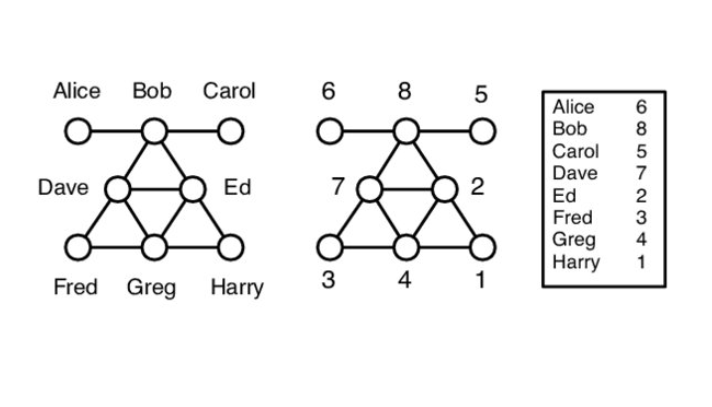 Alice Bob Carol
Dave Ed
Fred Greg Harry
6 8 5
7 2
3 4 1
Alice 6
Bob 8
Carol 5
Dave 7
Ed 2
Fred 3
Greg 4
Harry 1